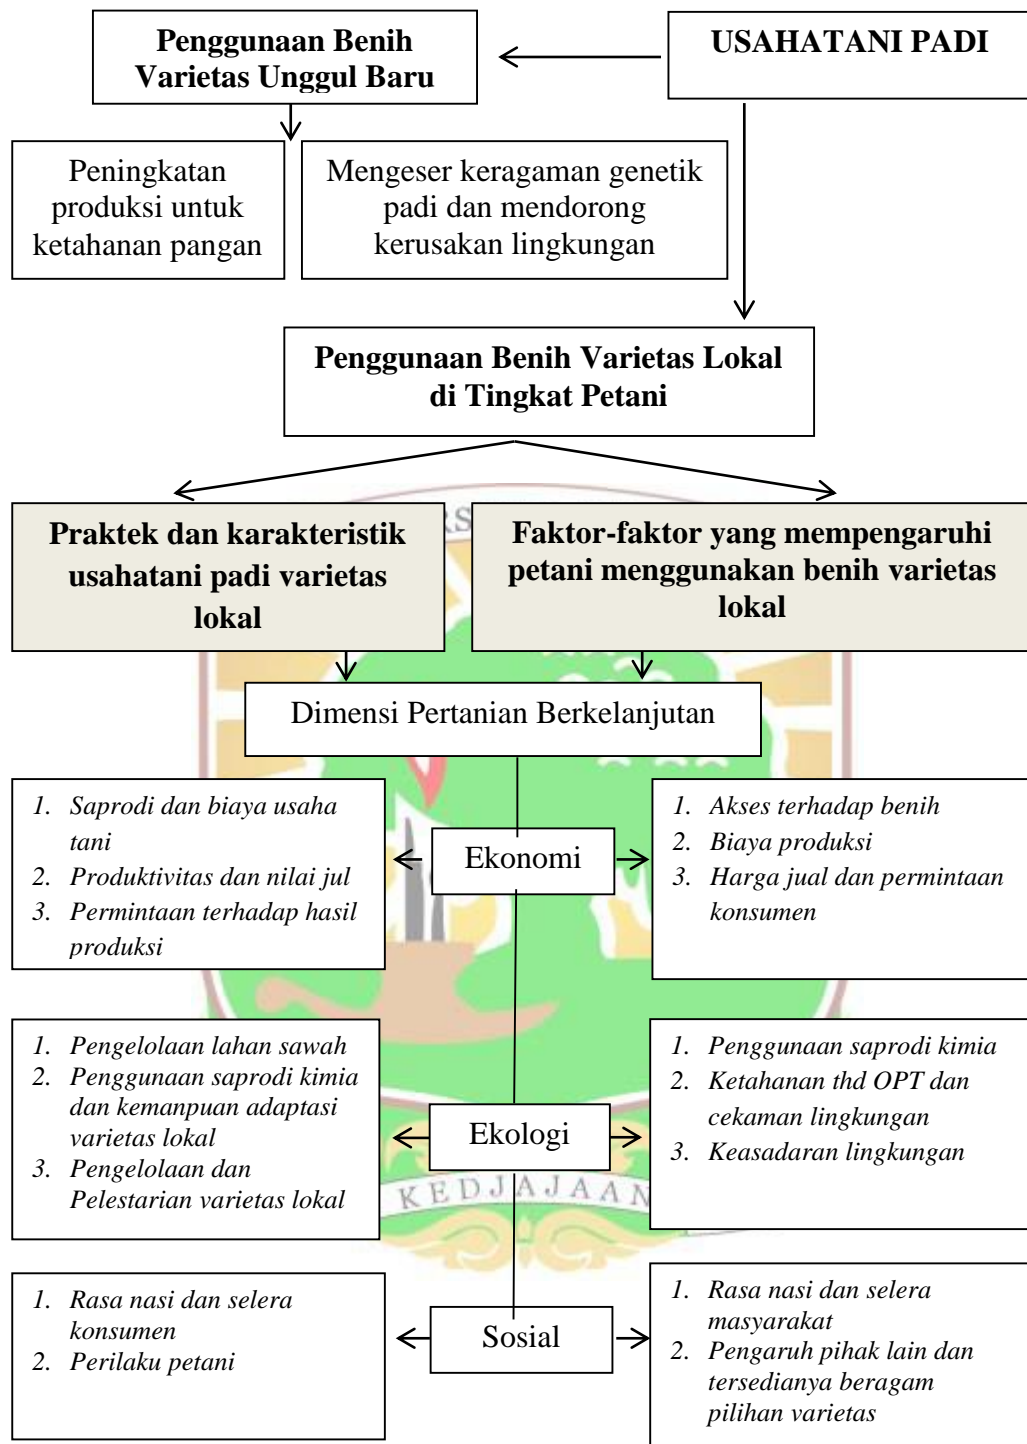 Penggunaan Benih
Varietas Unggul Baru
USAHATANI PADI
Peningkatan
produksi untuk
ketahanan pangan
Mengeser keragaman genetik
padi dan mendorong
kerusakan lingkungan
Penggunaan Benih Varietas Lokal
di Tingkat Petani
RS
Praktek dan karakteristik
usahatani padi varietas
lokal
Faktor-faktor yang mempengaruhi
petani menggunakan benih varietas
lokal
Dimensi Pertanian Berkelanjutan
1. Saprodi dan biaya usaha
tani
2. Produktivitas dan nilai jul
3. Permintaan terhadap hasil
produksi
Ekonomi
1. Akses terhadap benih
2. Biaya produksi
3. Harga jual dan permintaan
konsumen
1. Pengelolaan lahan sawah
2. Penggunaan saprodi kimia
dan kemanpuan adaptasi
varietas lokal
3. Pengelolaan dan
Pelestarian varietas lokal
Ekologi
1. Penggunaan saprodi kimia
2. Ketahanan thd OPT dan
cekaman lingkungan
3. Keasadaran lingkungan
KEDJAJAAN
1. Rasa nasi dan selera
konsumen
2. Perilaku petani
Sosial
1. Rasa nasi dan selera
masyarakat
2. Pengaruh pihak lain dan
tersedianya beragam
pilihan varietas